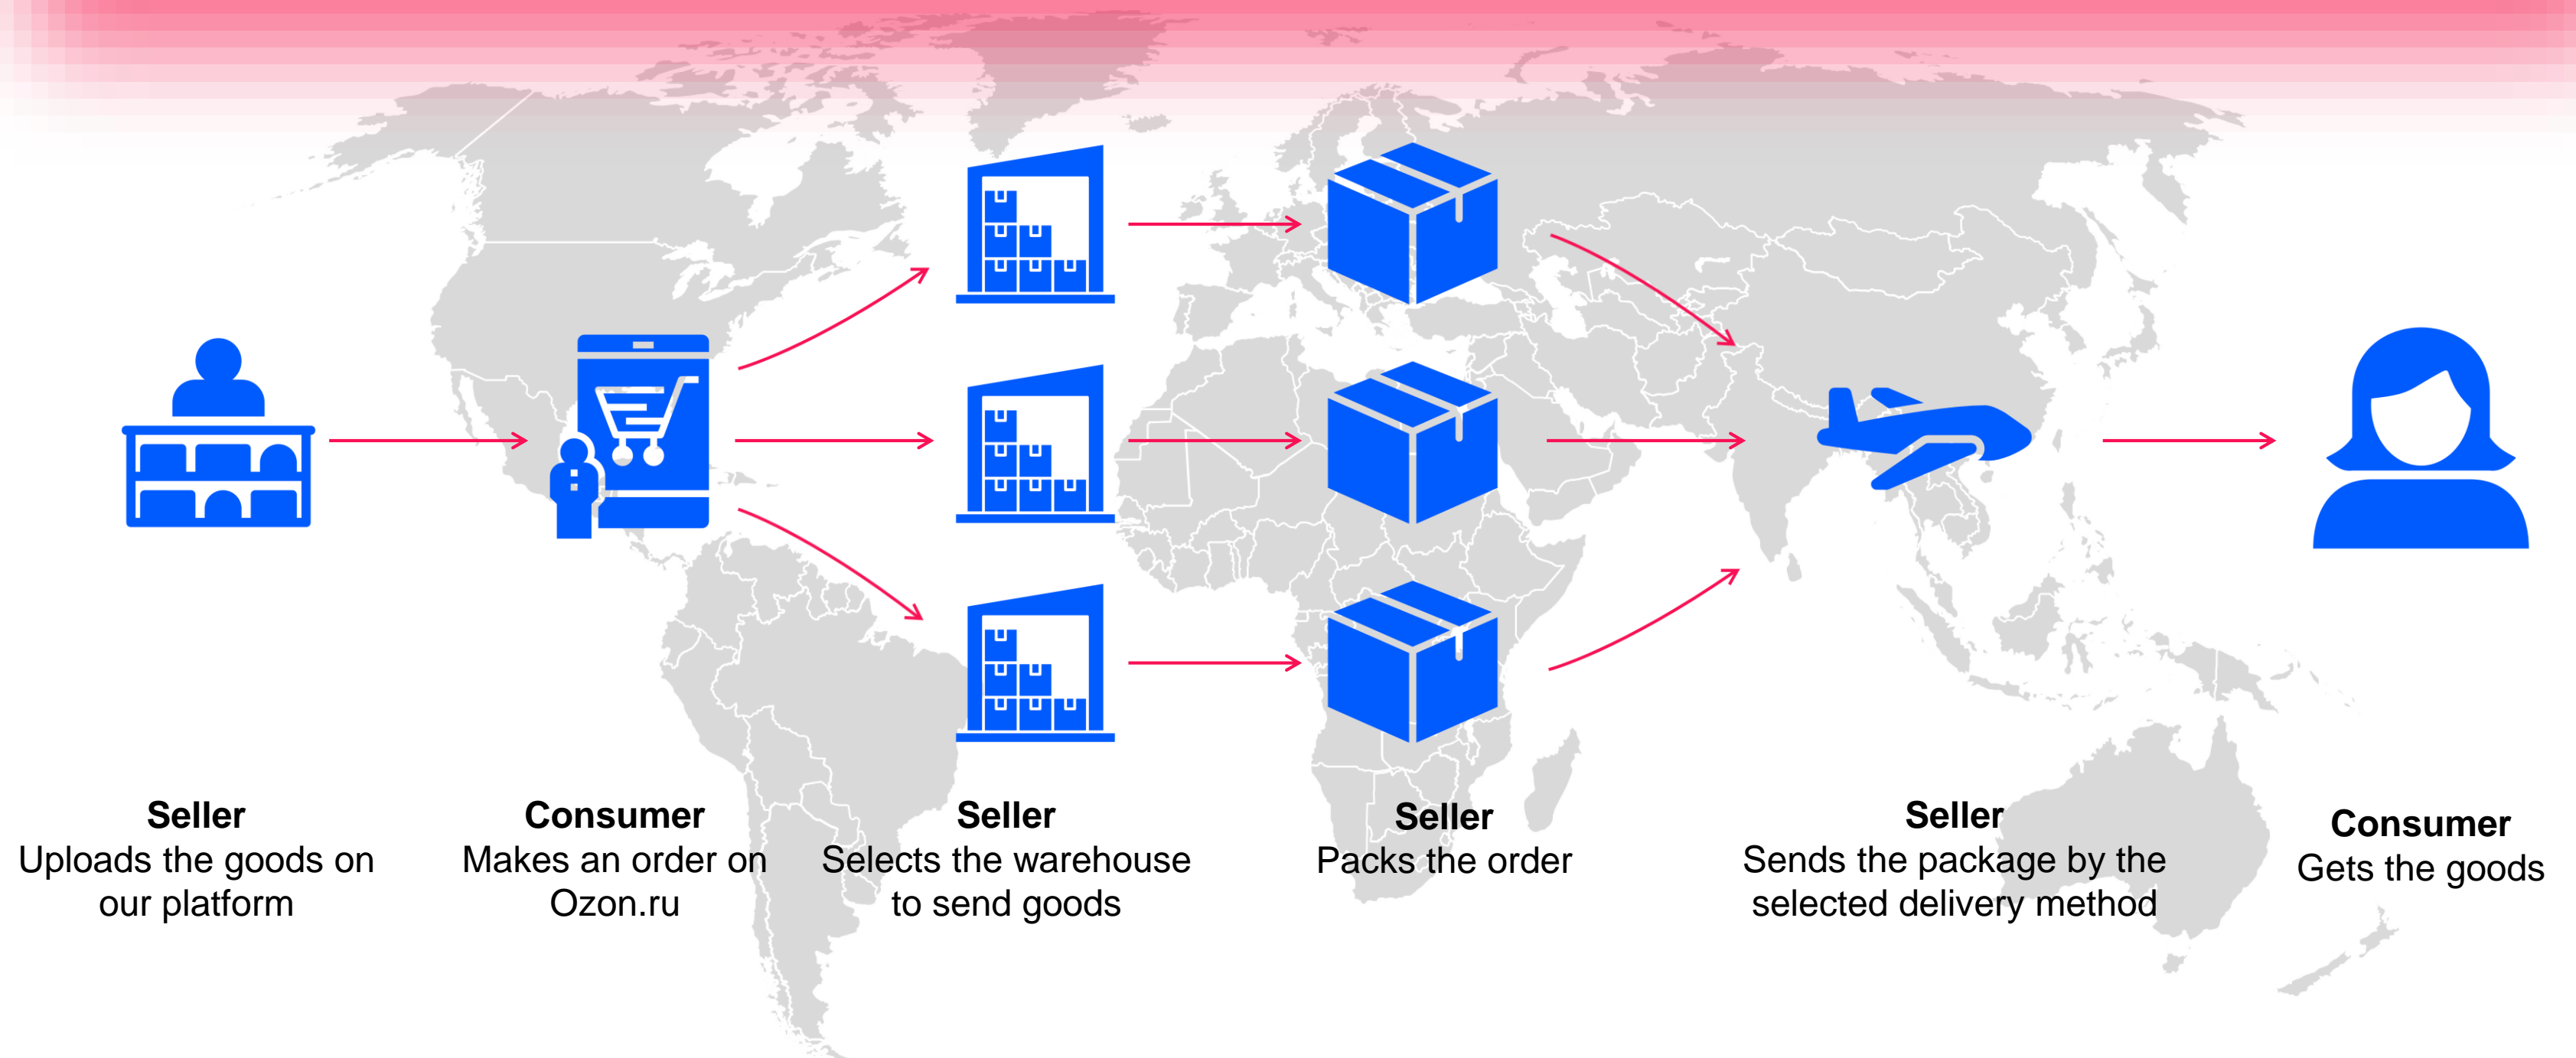 Seller
Uploads the goods on
our platform
Consumer
Makes an order on
Ozon.ru
Seller
Selects the warehouse
to send goods
Seller
Packs the order
Seller
Sends the package by the
selected delivery method
Consumer
Gets the goods